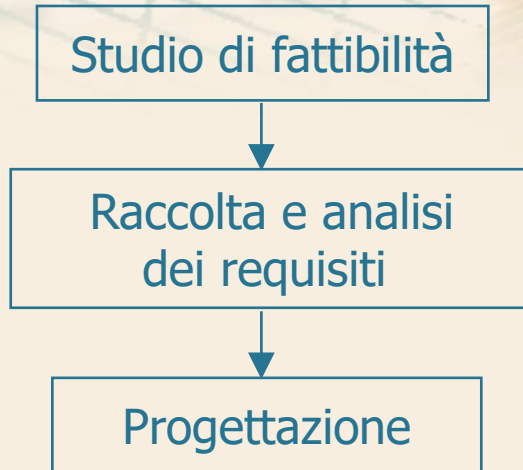 Studio di fattibilità
Raccolta e analisi
dei requisiti
Progettazione